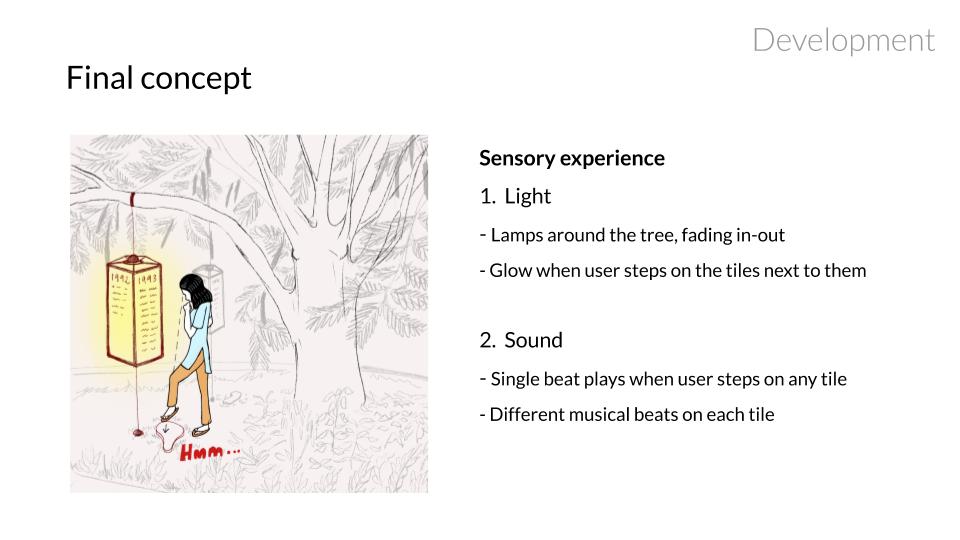 Development
Final concept
Sensory experience
1. Light
- Lamps around the tree, fading in-out
- Glow when user steps on the tiles next to them
2. Sound
- Single beat plays when user steps on any tile
- Different musical beats on each tile
1992 1993
Hmm...